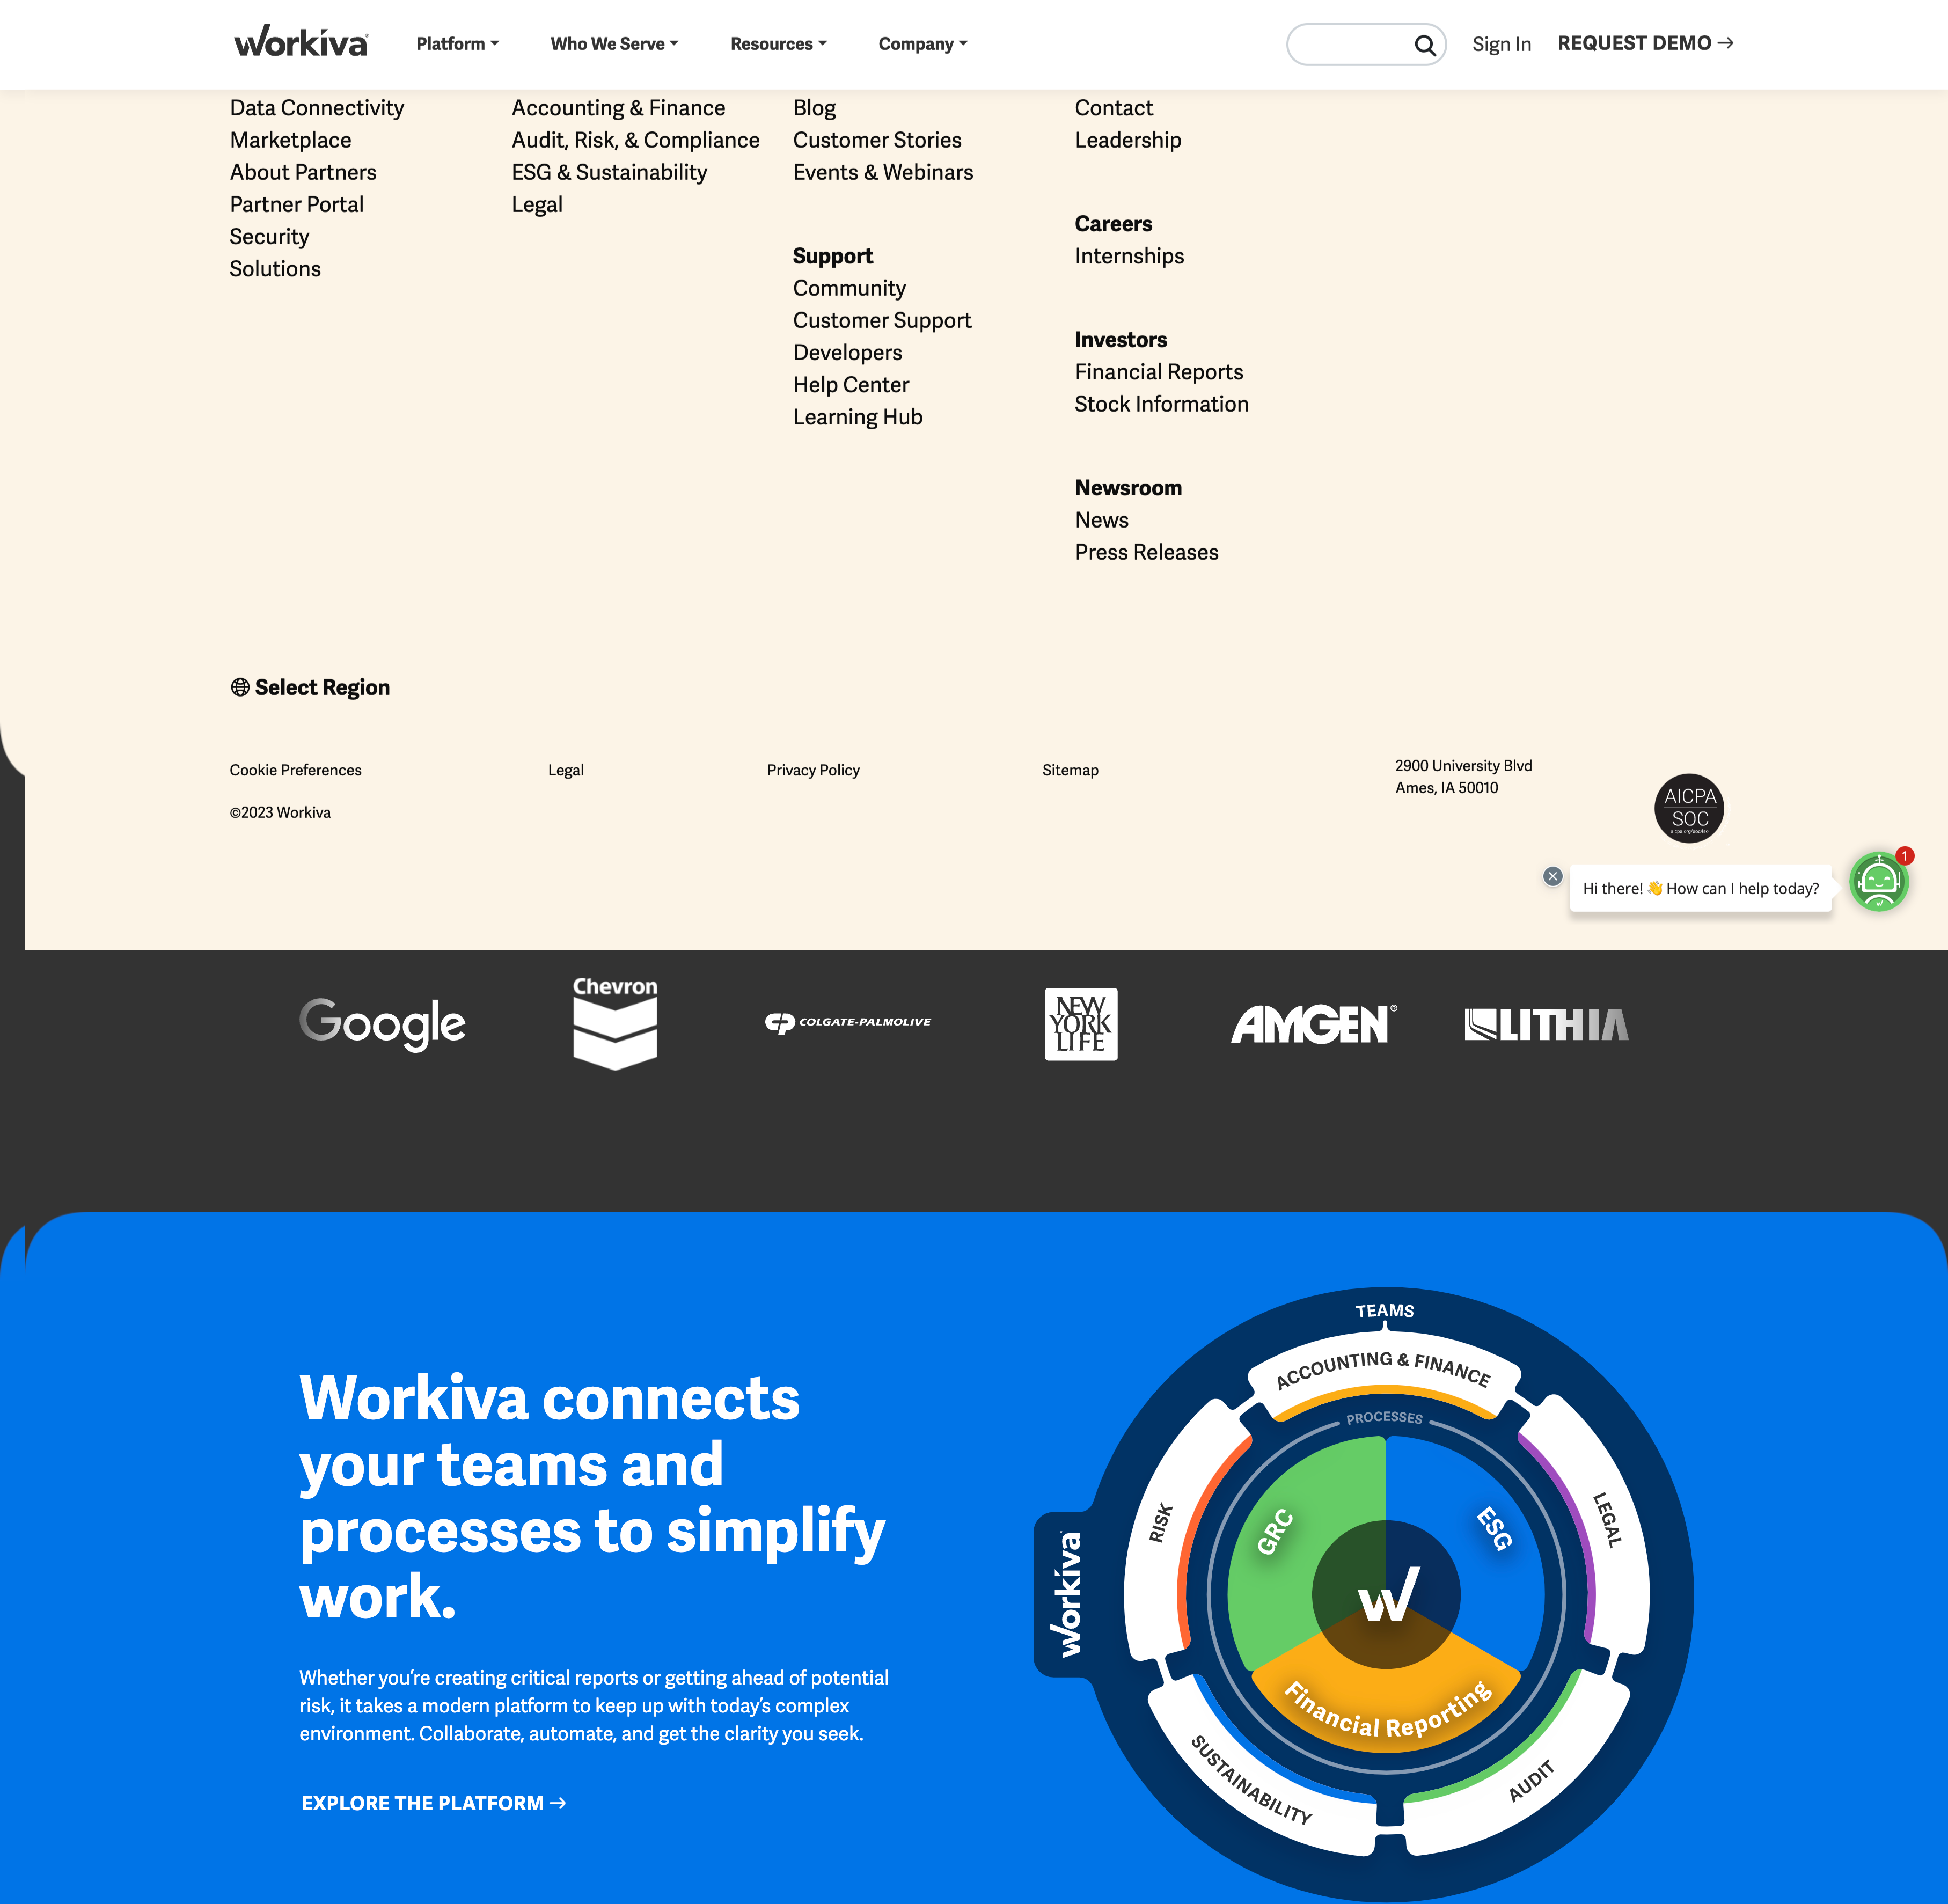 workiva
Platform
Who We Serve
Resources
Company
Sign In
REQUEST DEMO →
Data Connectivity
Marketplace
About Partners
Partner Portal
Security
Solutions
Accounting & Finance
Audit, Risk, & Compliance
ESG & Sustainability
Legal
Blog
Customer Stories
Events & Webinars
Support
Community
Customer Support
Developers
Help Center
Learning Hub
Contact
Leadership
Careers
Internships
Investors
Financial Reports
Stock Information
Newsroom
News
Press Releases
Select Region
Cookie Preferences
Legal
Privacy Policy
Sitemap
2900 University Blvd
Ames, IA 50010
©2023 Workiva
AICPA
SOC
aicpa.org/soc4so
1
Hi there! 👋 How can I help today?
Google
Chevron
COLGATE-PALMOLIVE
NEW
YORK
LIFE
AMGEN®
LITHIA
Workiva connects
your teams and
processes to simplify
work.
Whether you're creating critical reports or getting ahead of potential
risk, it takes a modern platform to keep up with today's complex
environment. Collaborate, automate, and get the clarity you seek.
EXPLORE THE PLATFORM →
TEAMS
ACCOUNTING & FINANCE
PROCESSES
RISK
LEGAL
GRC
ESG
workiva
w
Financial Reporting
SUSTAINABILITY
AUDIT